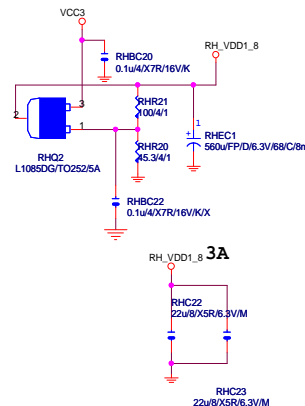 VCC3
RHBC20
0.1u/4/X7R/16V/K
RH_VDD1_8
3
2
1
RHR21
100/4/1
1
+
RHEC1
560u/FP/D/6.3V/68/C/8m
RHQ2
L1085DG/TO252/5A
RHR20
45.3/4/1
RHBC22
0.1u/4/X7R/16V/K/X
RH_VDD1_8 3A
RHC22
22u/8/X5R/6.3V/M
RHC23
22u/8/X5R/6.3V/M